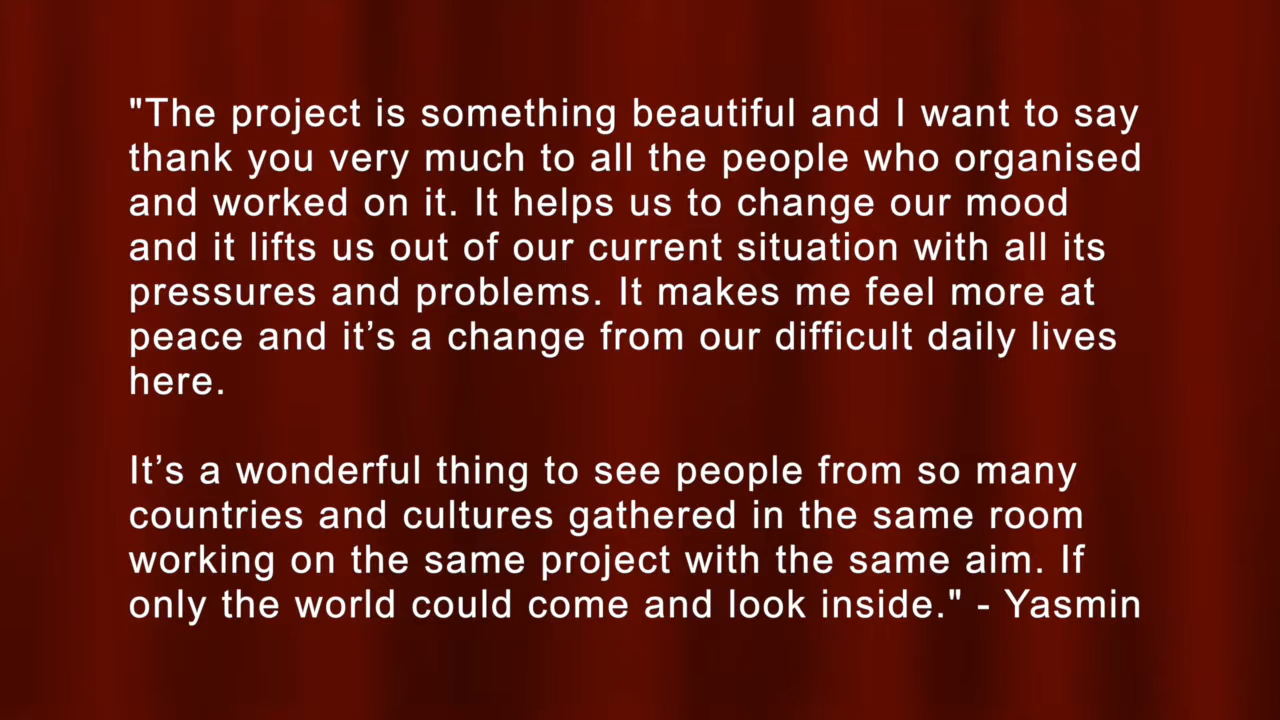 "The project is something beautiful and I want to say
thank you very much to all the people who organised
and worked on it. It helps us to change our mood
and it lifts us out of our current situation with all its
pressures and problems. It makes me feel more at
peace and it’s a change from our difficult daily lives
here.
It’s a wonderful thing to see people from so many
countries and cultures gathered in the same room
working on the same project with the same aim. If
only the world could come and look inside." - Yasmin